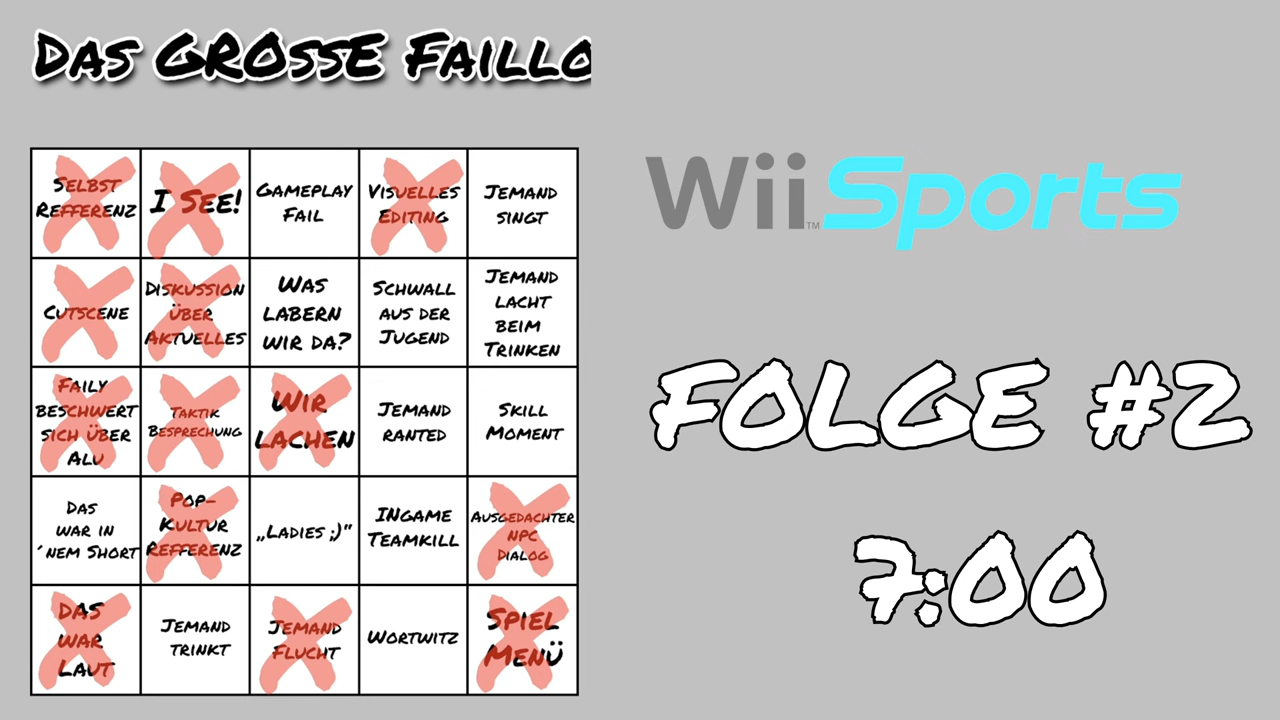 DAS GROSSE FAILLO
SELBST
REFFERENZ
I SEE!
GAMEPLAY
FAIL
VISUELLES
EDITING
JEMAND
SINGT
CUTSCENE
DISKUSSION
ÜBER
AKTUELLES
WAS
LABERN
WIR DA?
SCHWALL
AUS DER
JUGEND
JEMAND
LACHT
BEIM
TRINKEN
FAILY
BESCHWERT
SICH ÜBER
ALU
TAKTIK
BESPRECHUNG
WIR
LACHEN
JEMAND
RANTED
SKILL
MOMENT
DAS
WAR IN
´NEM SHORT
POP-
KULTUR
REFFERENZ
„LADIES ;)"
INGAME
TEAMKILL
AUSGEDACHTER
NPC
DIALOG
DAS
WAR
LAUT
JEMAND
TRINKT
JEMAND
FLUCHT
WORTWITZ
SPIEL
MENÜ
Wii Sports
TM
FOLGE #2
7:00